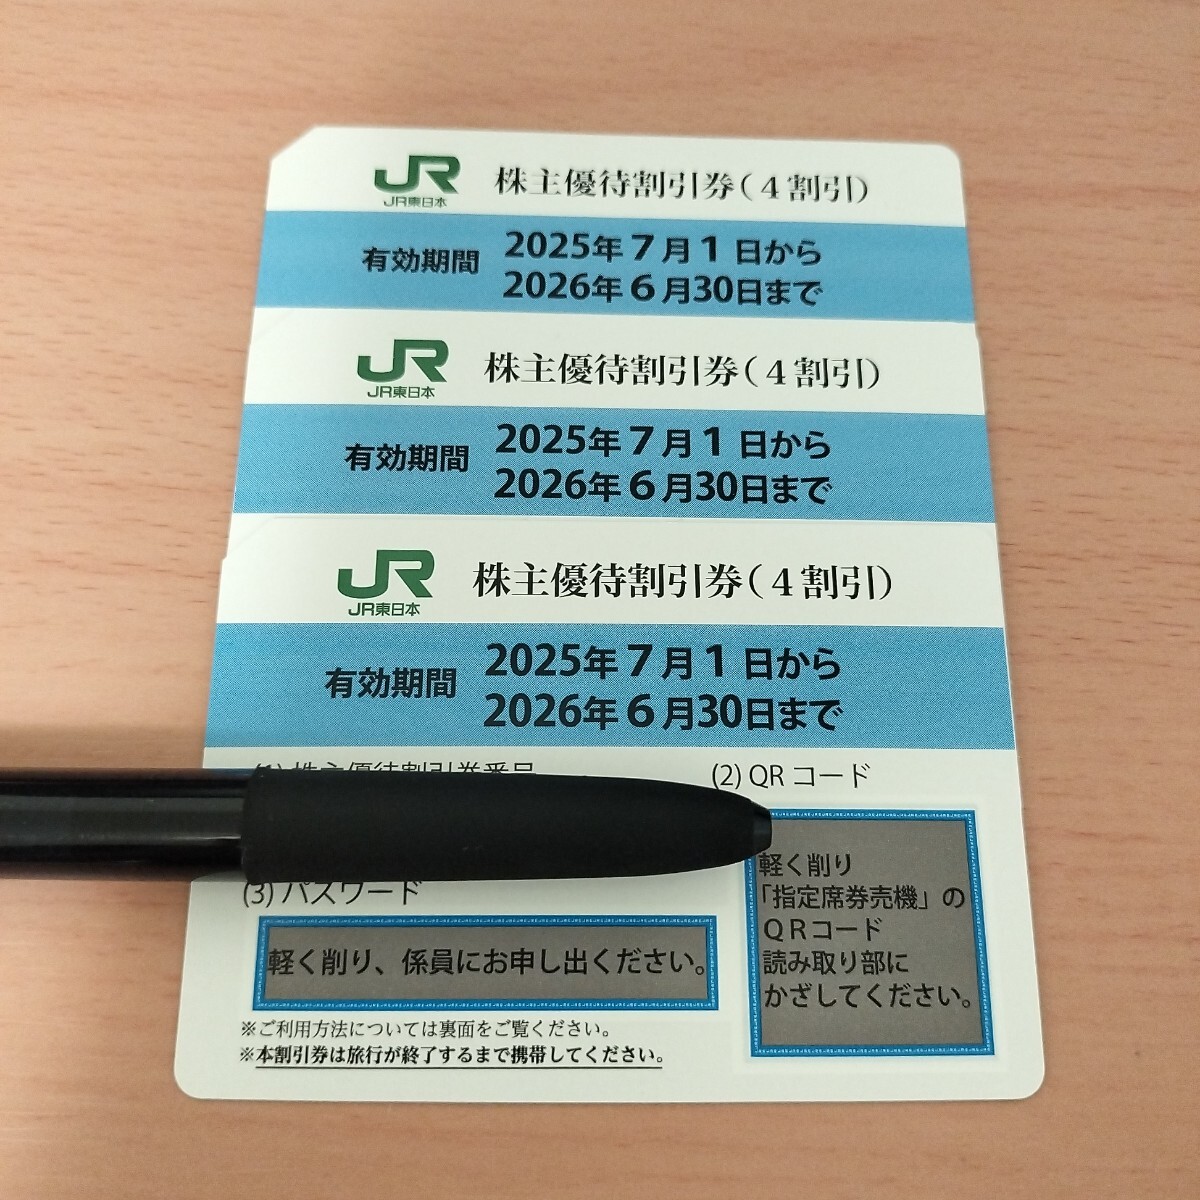 JR
JR東日本
株主優待割引券(4割引)
有効期間
2025年7月1日から
2026年6月30日まで
JR
JR東日本
株主優待割引券(4割引)
有効期間
2025年7月1日から
2026年6月30日まで
JR
JR東日本
株主優待割引券(4割引)
有効期間
2025年7月1日から
2026年6月30日まで
(1) 株主優待割引券番号
(2) QRコード
(3) パスワード
軽く削り、係員にお申し出ください。
軽く削り
「指定席券売機」の
QRコード
読み取り部に
かざしてください。
※ご利用方法については裏面をご覧ください。
※本割引券は旅行が終了するまで携帯してください。